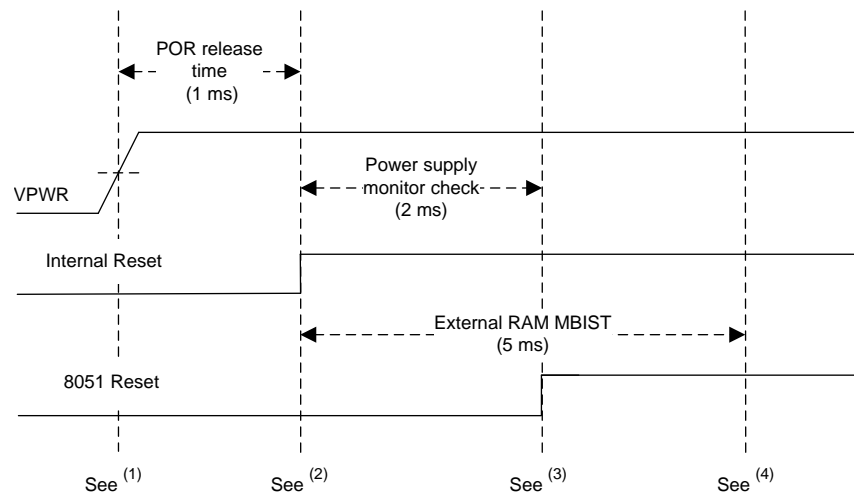 POR release
time
(1 ms)
Power supply
monitor check
(2 ms)
VPWR
Internal Reset
External RAM MBIST
(5 ms)
8051 Reset
See (1)
See (2)
See (3)
See (4)